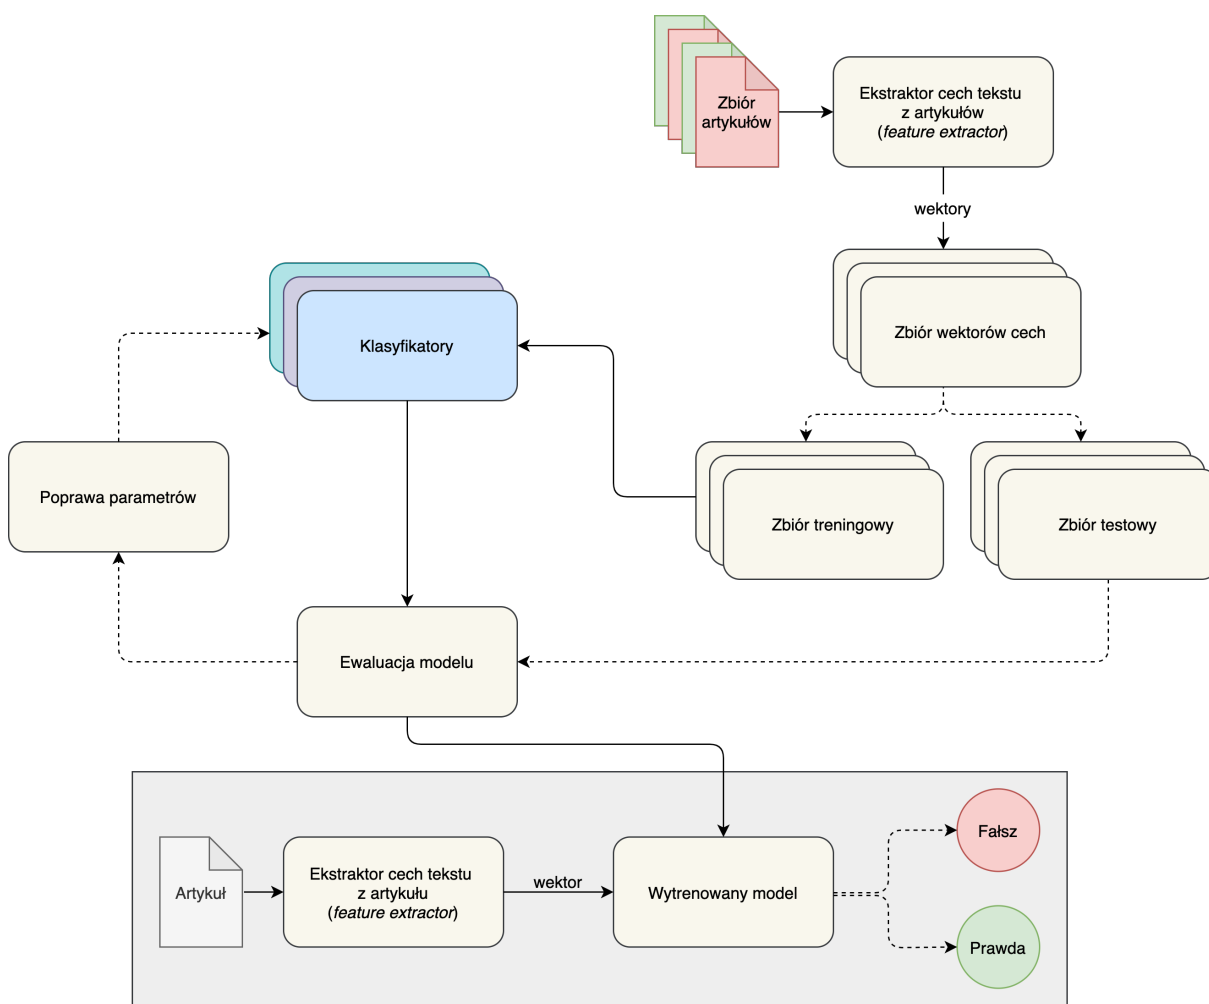 Zbiór
artykułów
Ekstraktor cech tekstu
z artykułów
(feature extractor)
wektory
Zbiór wektorów cech
Klasyfikatory
Poprawa parametrów
Zbiór treningowy
Zbiór testowy
Ewaluacja modelu
Artykuł
Ekstraktor cech tekstu
z artykułu
(feature extractor)
wektor
Wytrenowany model
Fałsz
Prawda